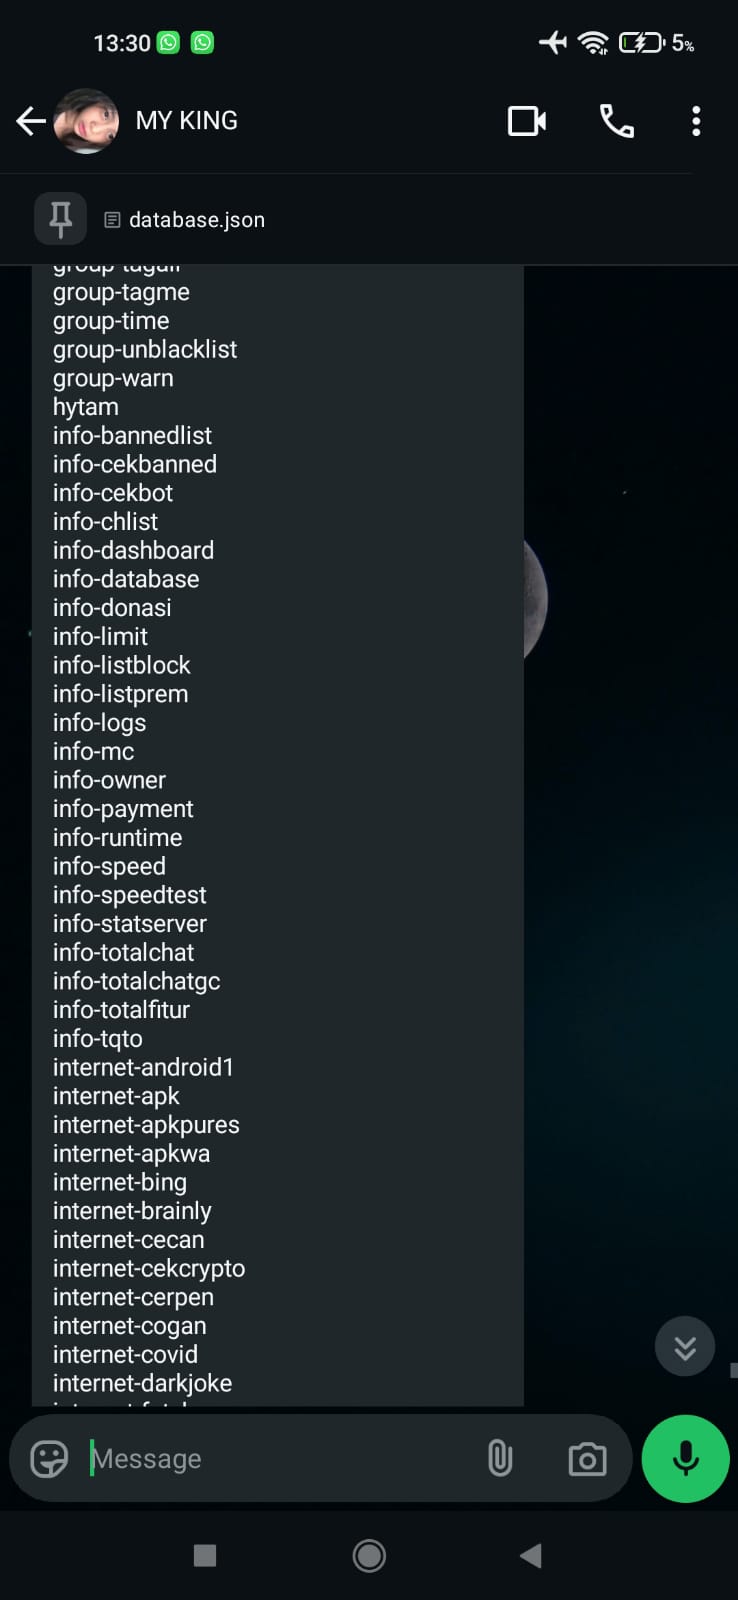 13:30
5%
MY KING
database.json
group-tagall
group-tagme
group-time
group-unblacklist
group-warn
hytam
info-bannedlist
info-cekbanned
info-cekbot
info-chlist
info-dashboard
info-database
info-donasi
info-limit
info-listblock
info-listprem
info-logs
info-mc
info-owner
info-payment
info-runtime
info-speed
info-speedtest
info-statserver
info-totalchat
info-totalchatgc
info-totalfitur
info-tqto
internet-android1
internet-apk
internet-apkpures
internet-apkwa
internet-bing
internet-brainly
internet-cecan
internet-cekcrypto
internet-cerpen
internet-cogan
internet-covid
internet-darkjoke
Message